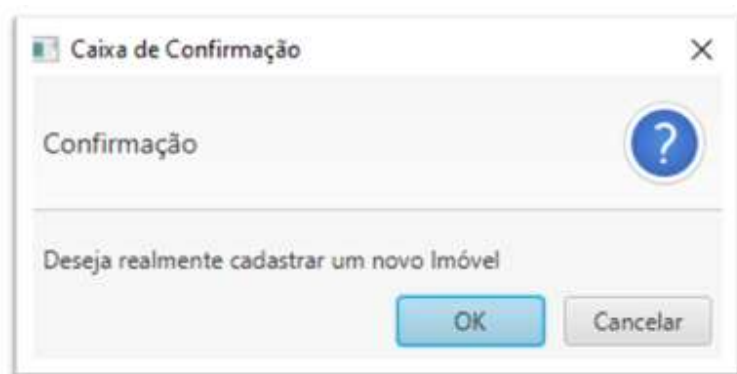 Caixa de Confirmação
Confirmação
?
Deseja realmente cadastrar um novo Imóvel
OK
Cancelar